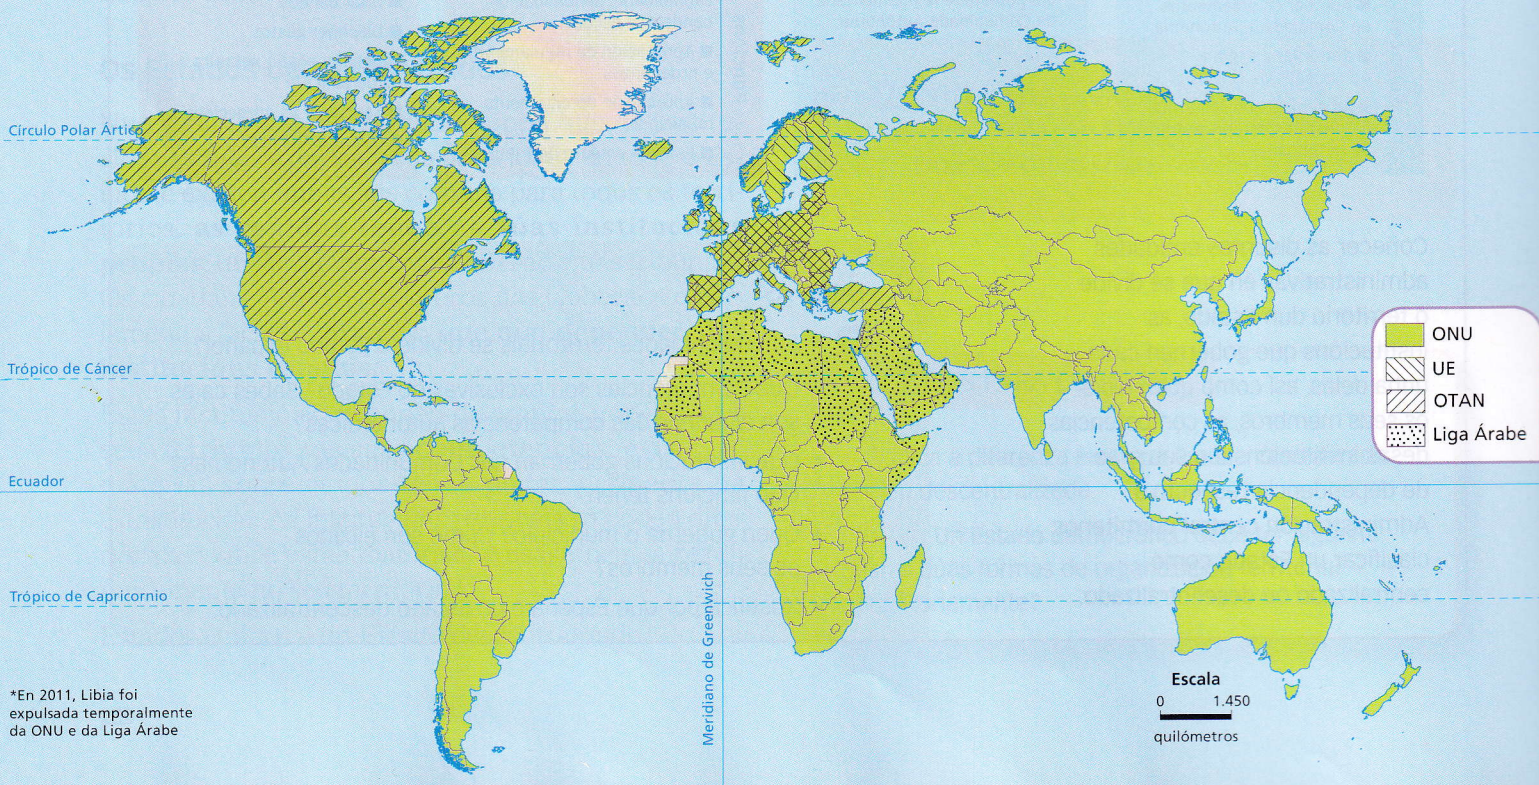 Círculo Polar Ártico
Trópico de Cáncer
Ecuador
Trópico de Capricornio
Meridiano de Greenwich
ONU
UE
OTAN
Liga Árabe
Escala
0 1.450
quilómetros
*En 2011, Libia foi
expulsada temporalmente
da ONU e da Liga Árabe